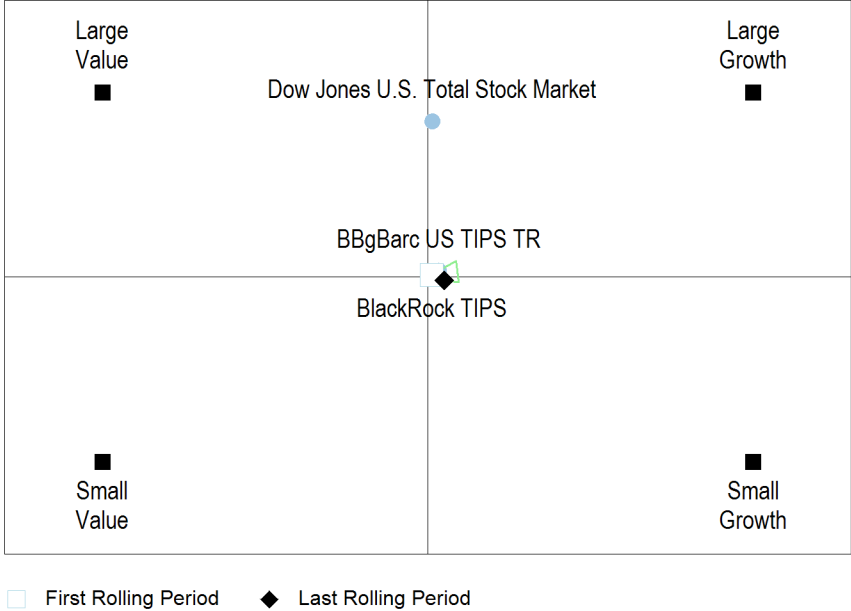 Large
Value
Large
Growth
Dow Jones U.S. Total Stock Market
BBgBarc US TIPS TR
BlackRock TIPS
Small
Value
Small
Growth
First Rolling Period
Last Rolling Period